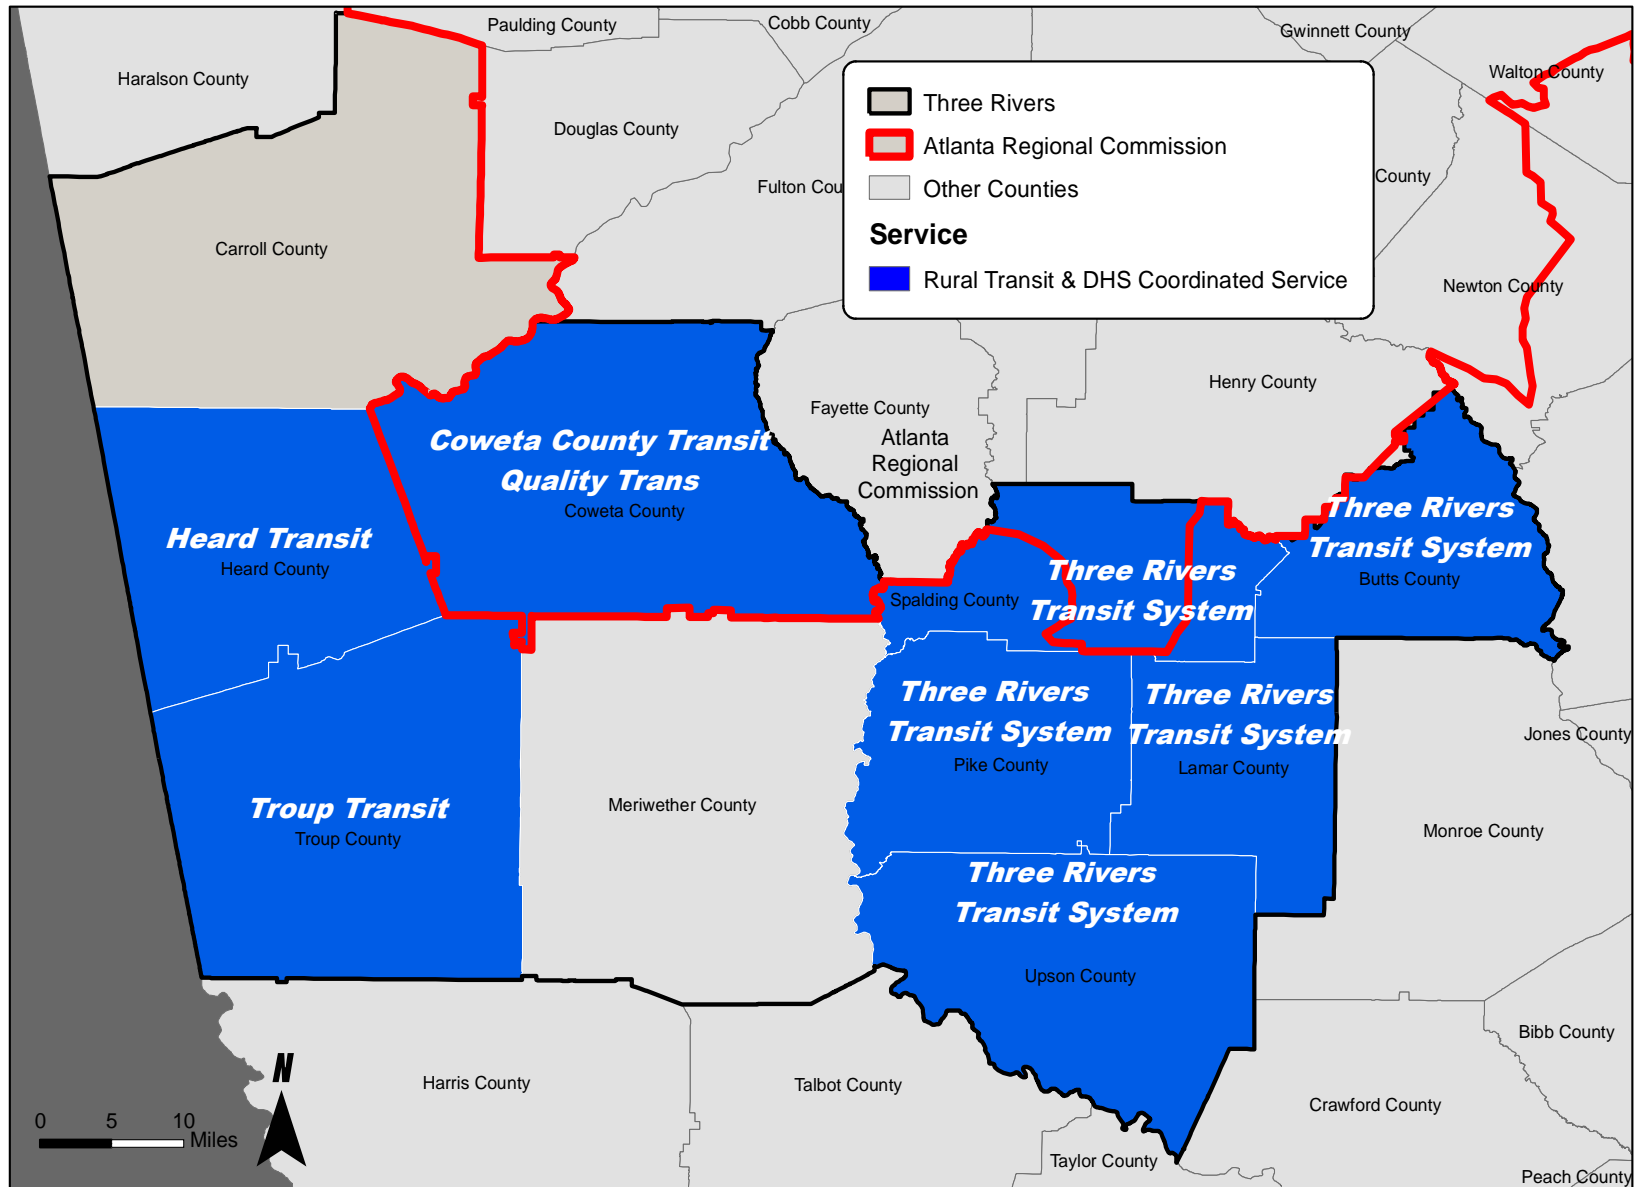 Paulding County
Cobb County
Gwinnett County
Haralson County
Walton County
Three Rivers
Douglas County
Atlanta Regional Commission
Fulton Cou
County
Other Counties
Service
Carroll County
Rural Transit & DHS Coordinated Service
Newton County
Henry County
Fayette County
Atlanta
Regional
Commission
Coweta County Transit
Quality Trans
Coweta County
Three Rivers
Transit System
Butts County
Heard Transit
Heard County
Three Rivers
Transit System
Spalding County
Three Rivers
Transit System
Pike County
Three Rivers
Transit System
Lamar County
Jones County
Troup Transit
Troup County
Meriwether County
Monroe County
Three Rivers
Transit System
Upson County
Bibb County
N
Harris County
Talbot County
Crawford County
0 5 10
Miles
Taylor County
Peach County